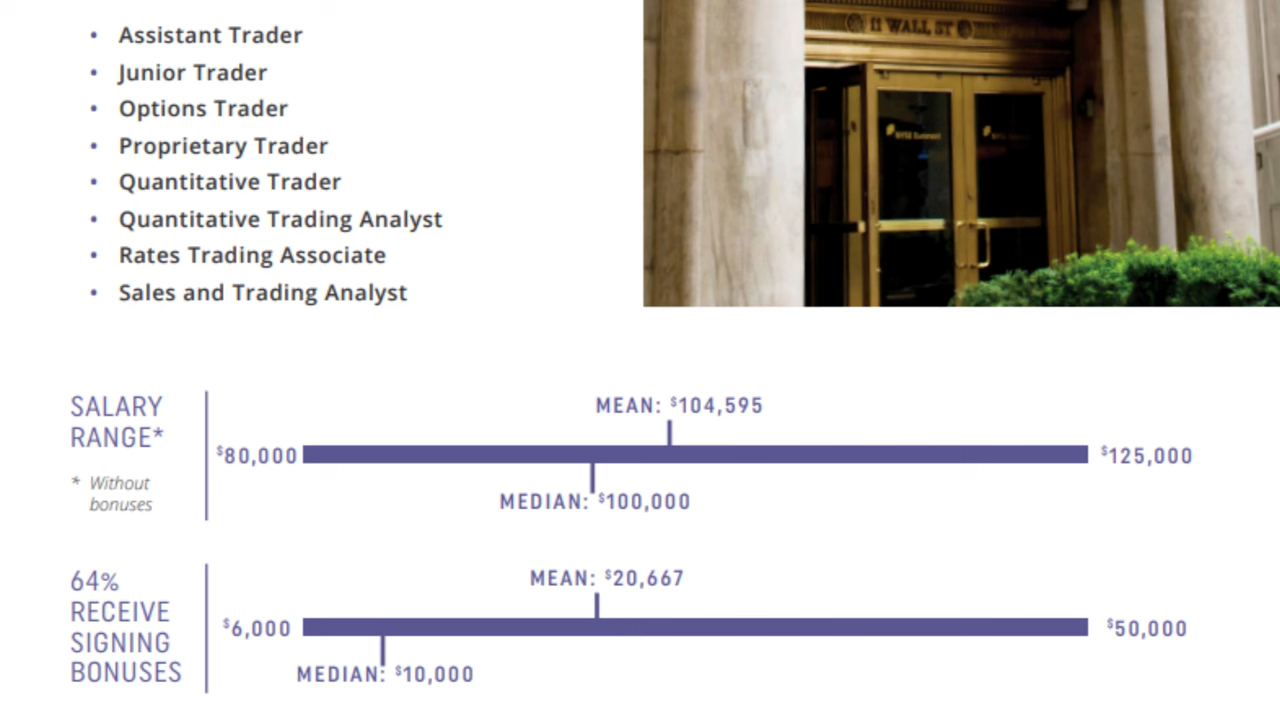 • Assistant Trader
• Junior Trader
• Options Trader
• Proprietary Trader
• Quantitative Trader
• Quantitative Trading Analyst
• Rates Trading Associate
• Sales and Trading Analyst
11 WALL ST
SALARY
RANGE*
* Without
bonuses
MEAN: $104,595
$80,000
$125,000
MEDIAN: $100,000
64%
RECEIVE
SIGNING
BONUSES
MEAN: $20,667
$6,000
$50,000
MEDIAN: $10,000